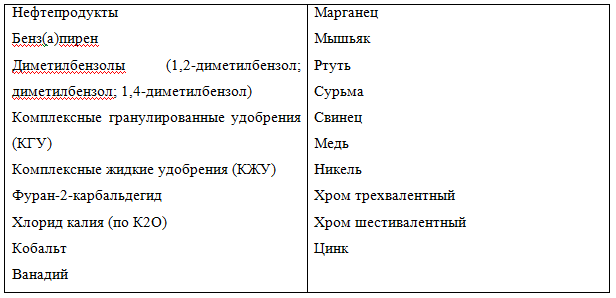 Нефтепродукты
Бенз(а)пирен
Диметилбензолы (1,2-диметилбензол;
диметилбензол; 1,4-диметилбензол)
Комплексные гранулированные удобрения
(КГУ)
Комплексные жидкие удобрения (КЖУ)
Фуран-2-карбальдегид
Хлорид калия (по K2O)
Кобальт
Ванадий
Марганец
Мышьяк
Ртуть
Сурьма
Свинец
Медь
Никель
Хром трехвалентный
Хром шестивалентный
Цинк